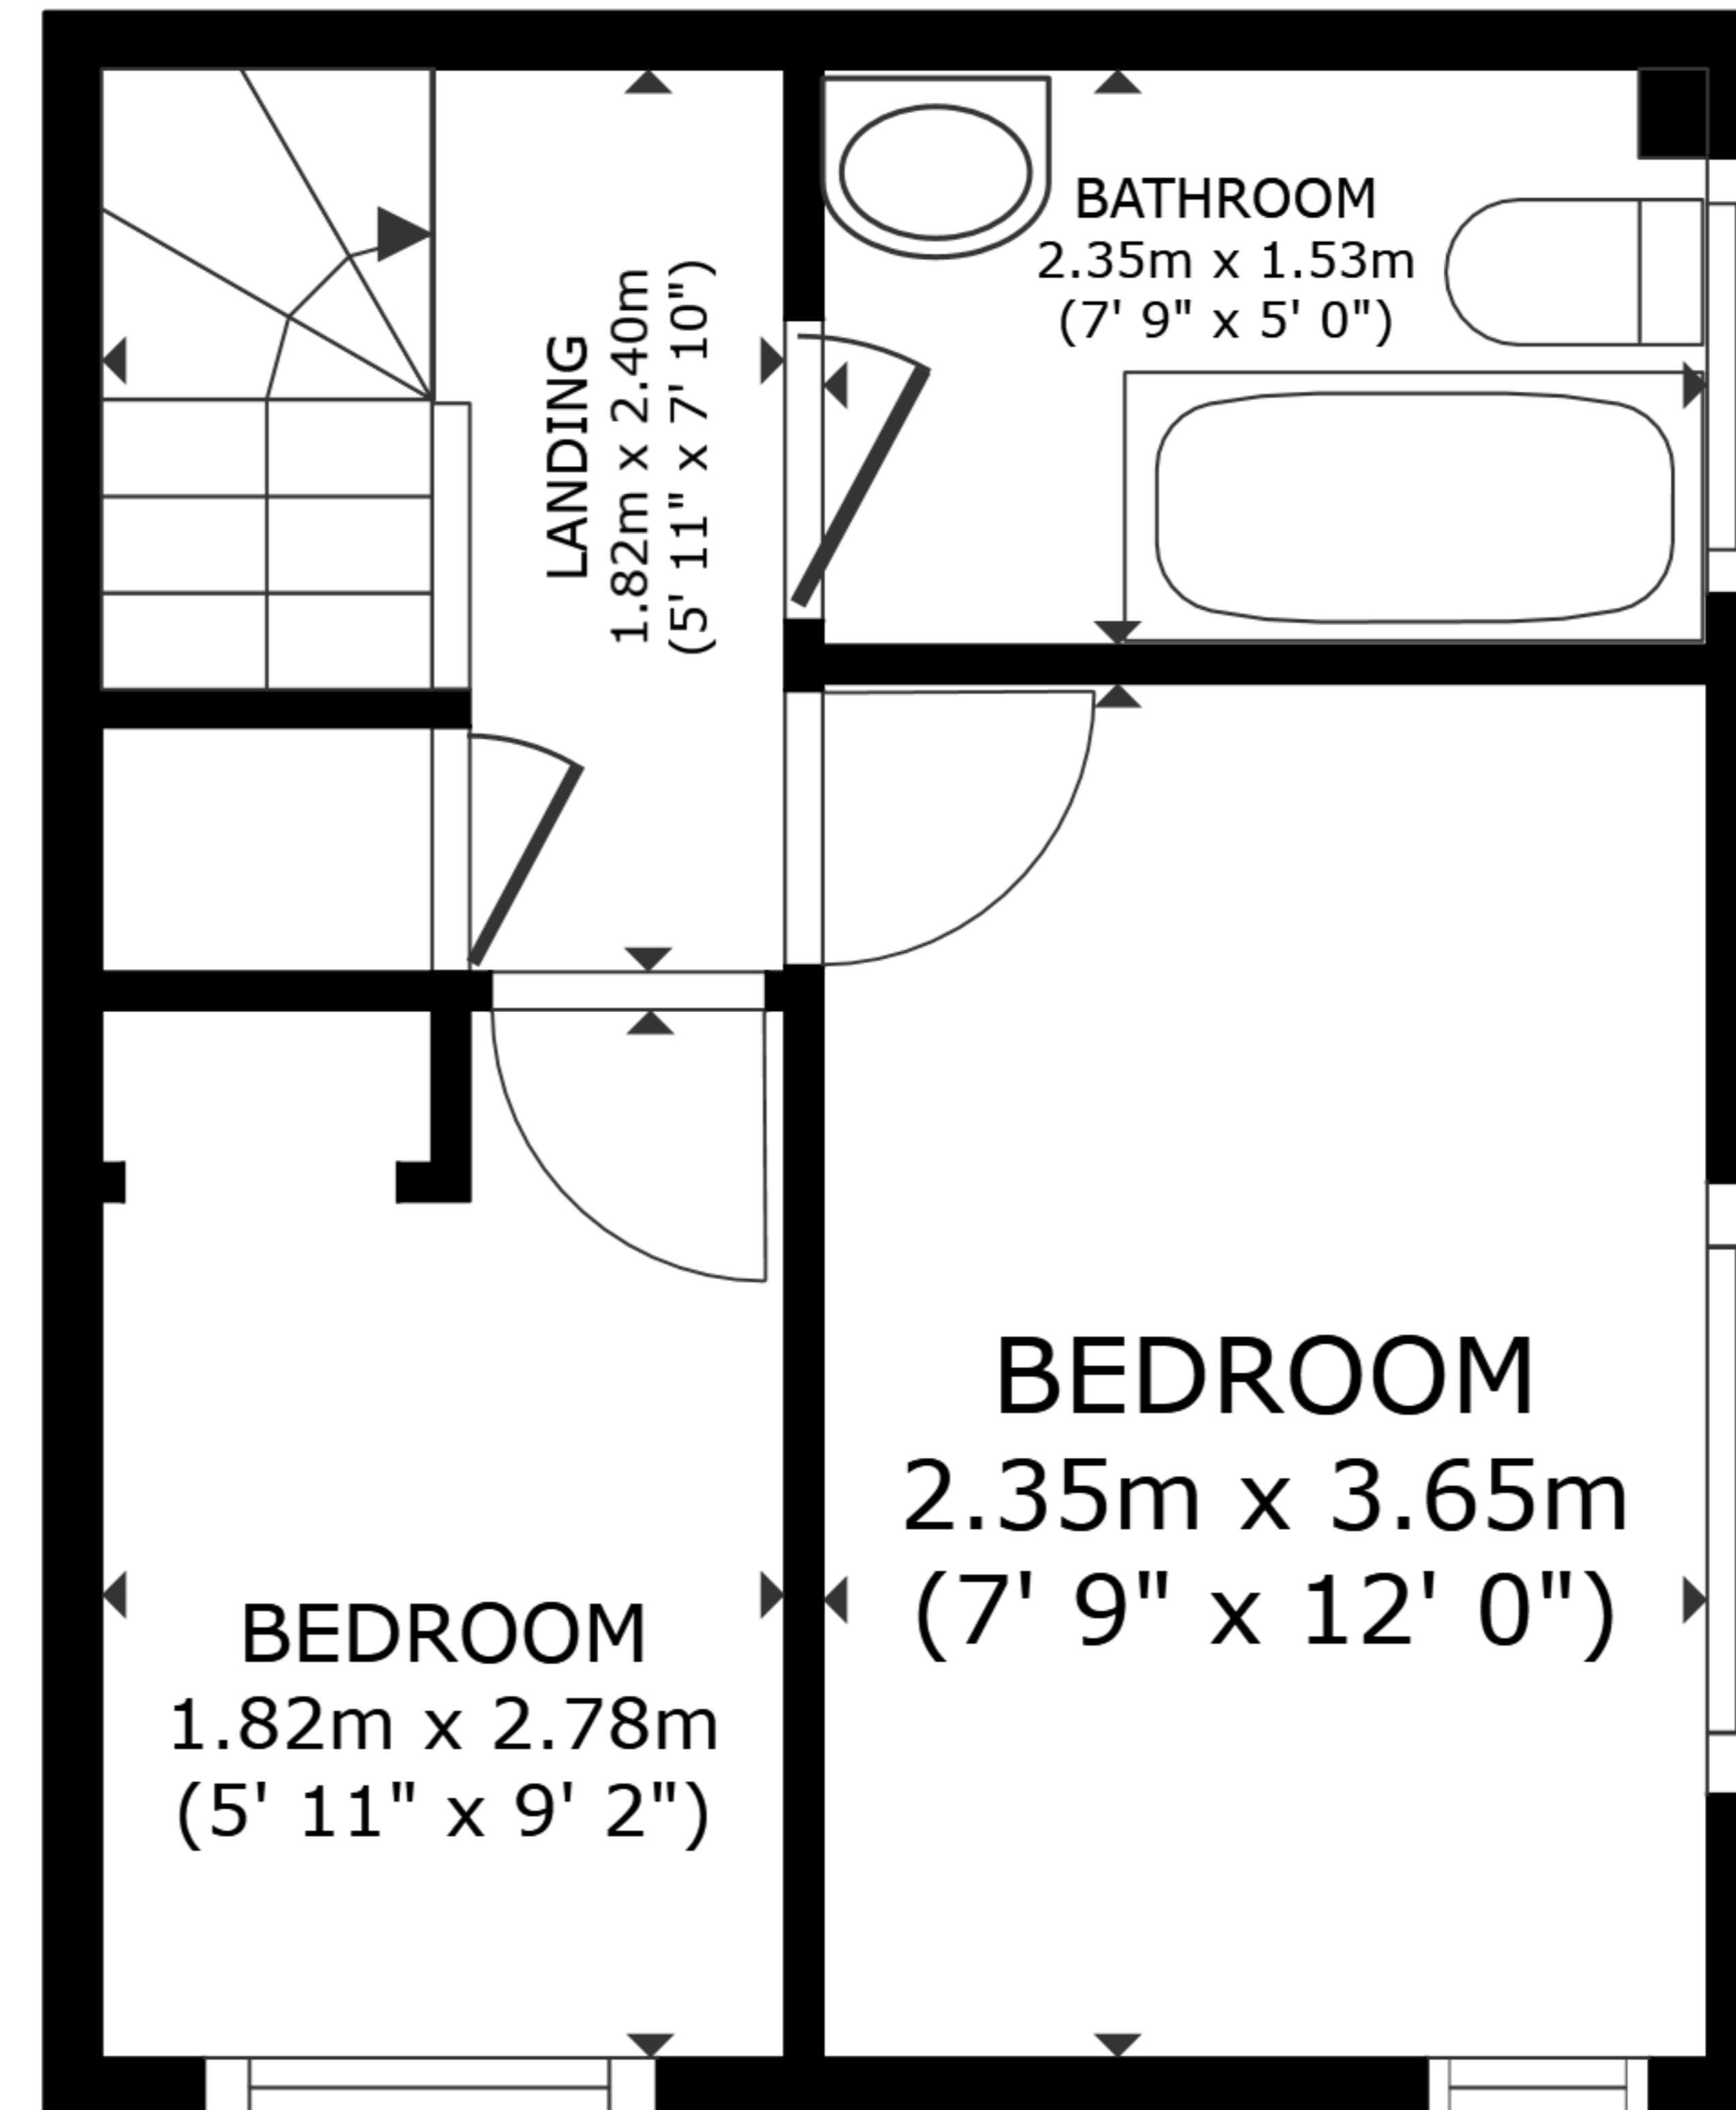 LANDING
1.82m x 2.40m
(5' 11" x 7' 10")
BATHROOM
2.35m x 1.53m
(7' 9" x 5' 0")
BEDROOM
2.35m x 3.65m
(7' 9" x 12' 0")
BEDROOM
1.82m x 2.78m
(5' 11" x 9' 2")